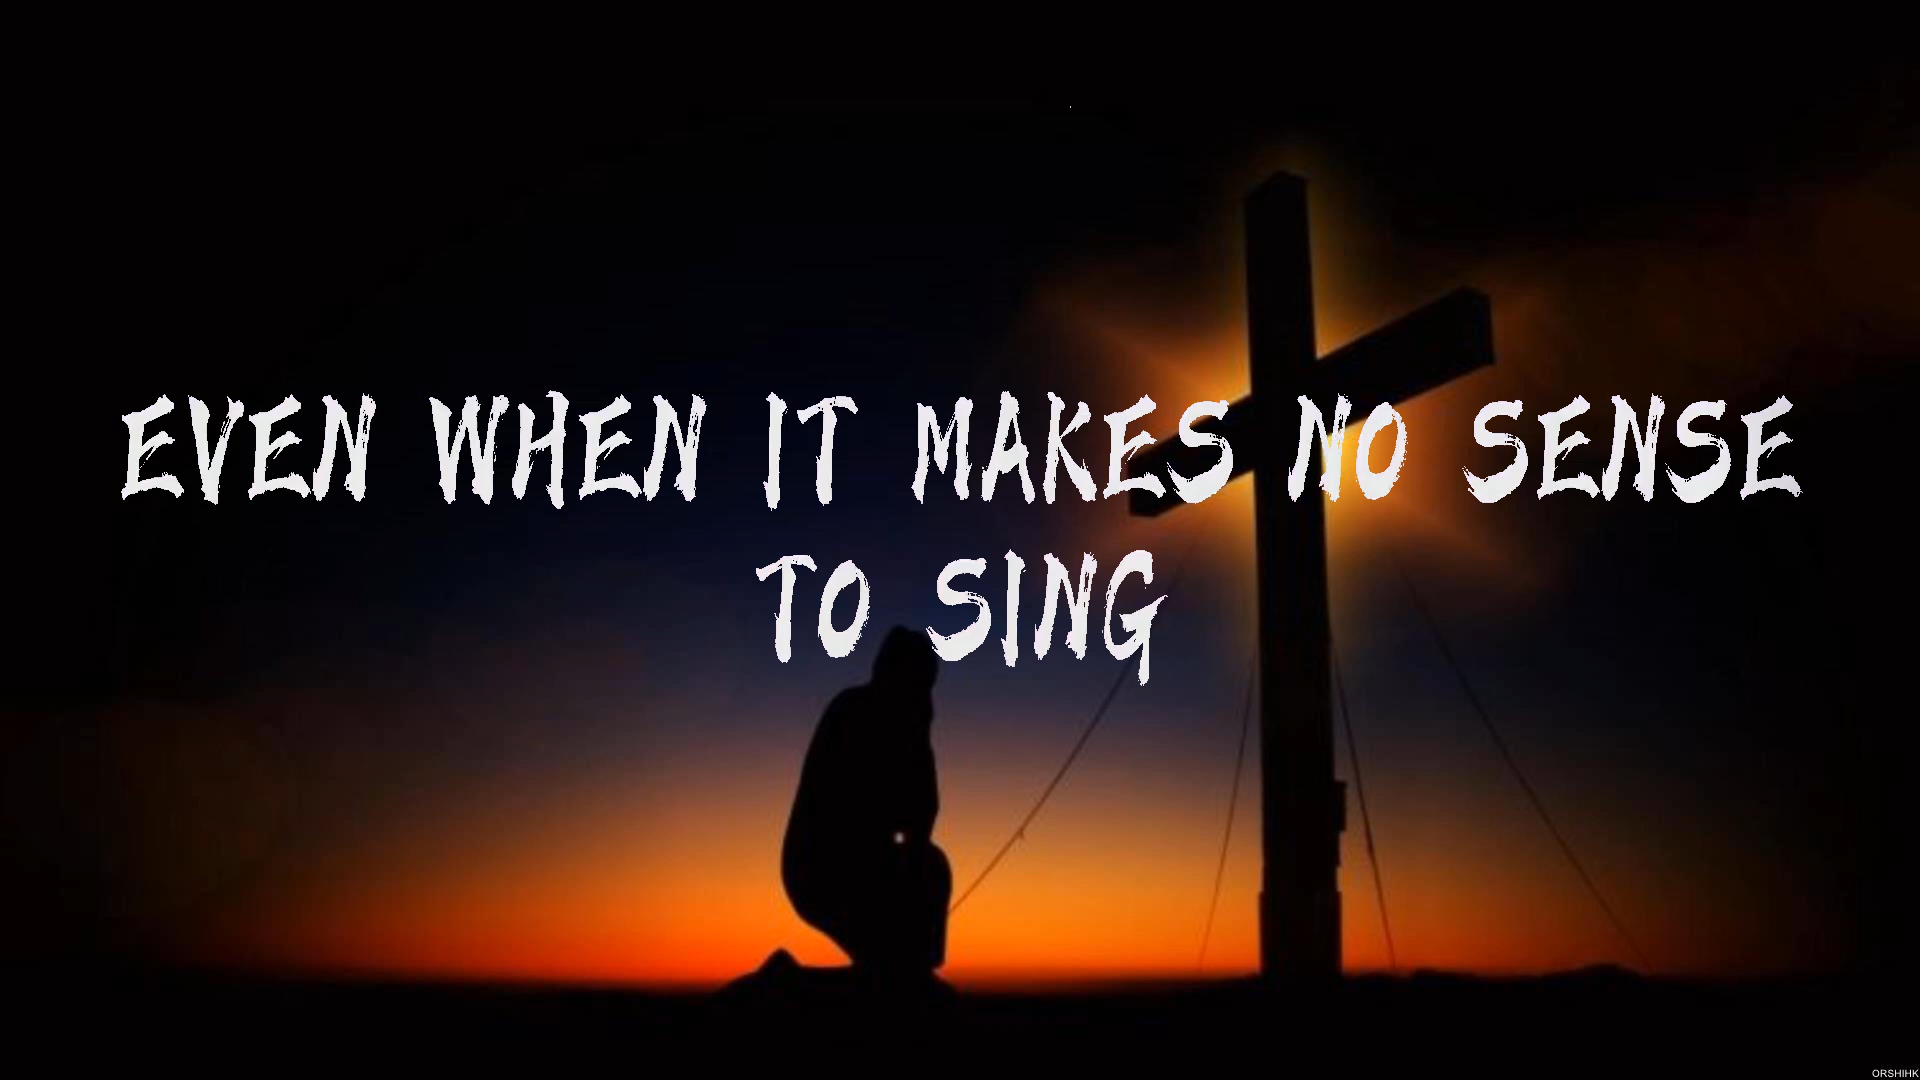 EVEN WHEN IT MAKES NO SENSE
TO SING
ORSHIHK